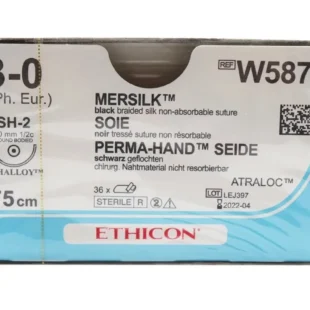 3-0
REF W587
(Ph. Eur.)
MERSILK™
black braided silk non-absorbable suture
SH-2
SOIE
noir tressé suture non résorbable
PERMA-HAND™ SEIDE
schwarz geflochten
chirurg. Nahtmaterial nicht resorbierbar
75cm
36 x
ATRALOC™
STERILE R
LOT LEJ397
2022-04
ETHICON®